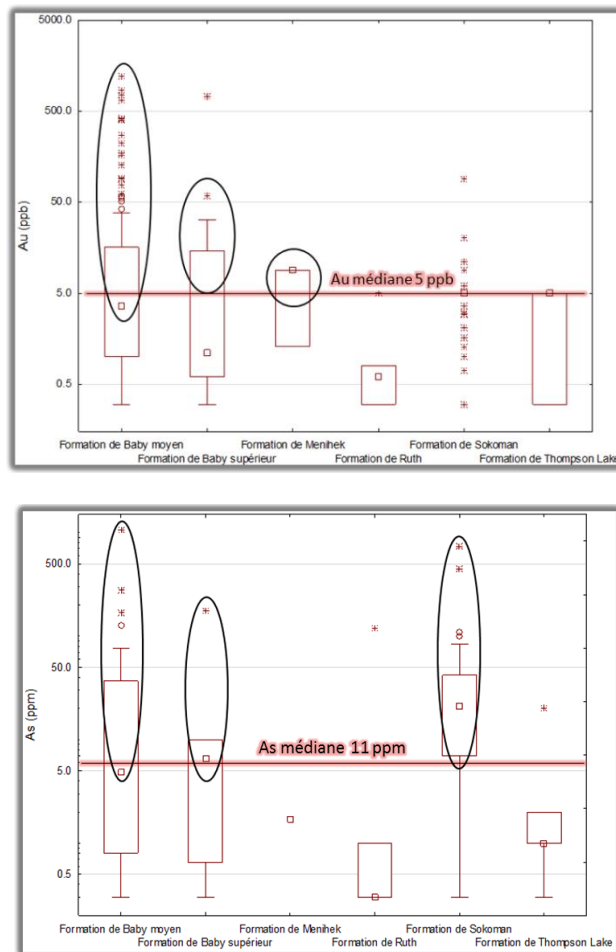 5000.0
500.0
50.0
5.0
0.5
Au (ppb)
Au médiane 5 ppb
Formation de Baby moyen
Formation de Menihek
Formation de Sokoman
Formation de Baby supérieur
Formation de Ruth
Formation de Thompson Lake
500.0
50.0
5.0
0.5
As (ppm)
As médiane 11 ppm
Formation de Baby moyen
Formation de Menihek
Formation de Sokoman
Formation de Baby supérieur
Formation de Ruth
Formation de Thompson Lake